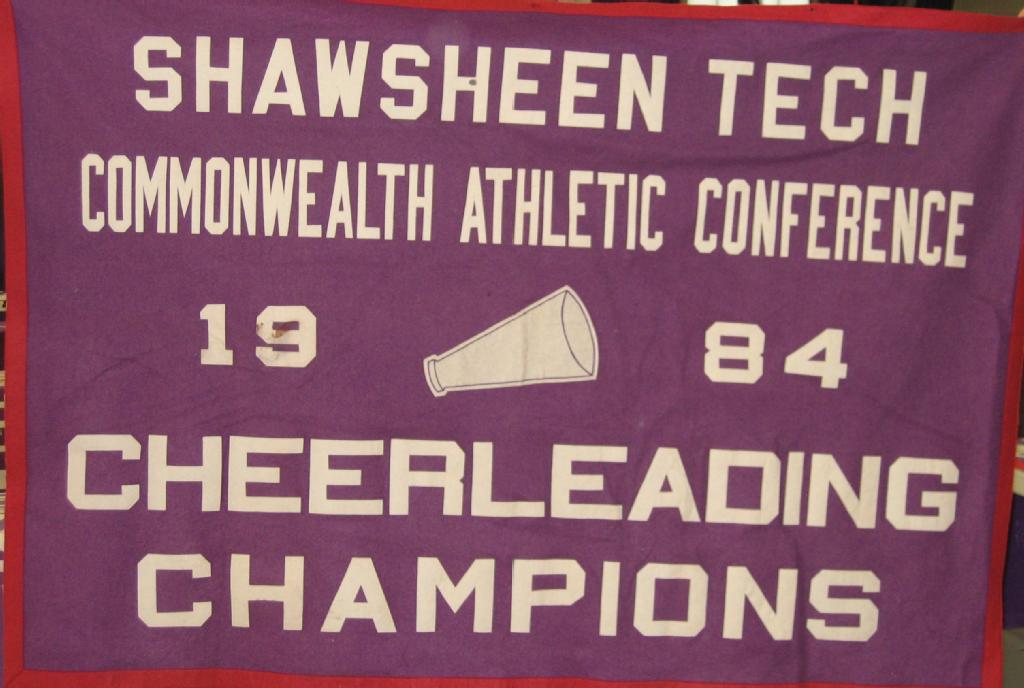 SHAWSHEEN TECH
COMMONWEALTH ATHLETIC CONFERENCE
19 84
CHEERLEADING
CHAMPIONS